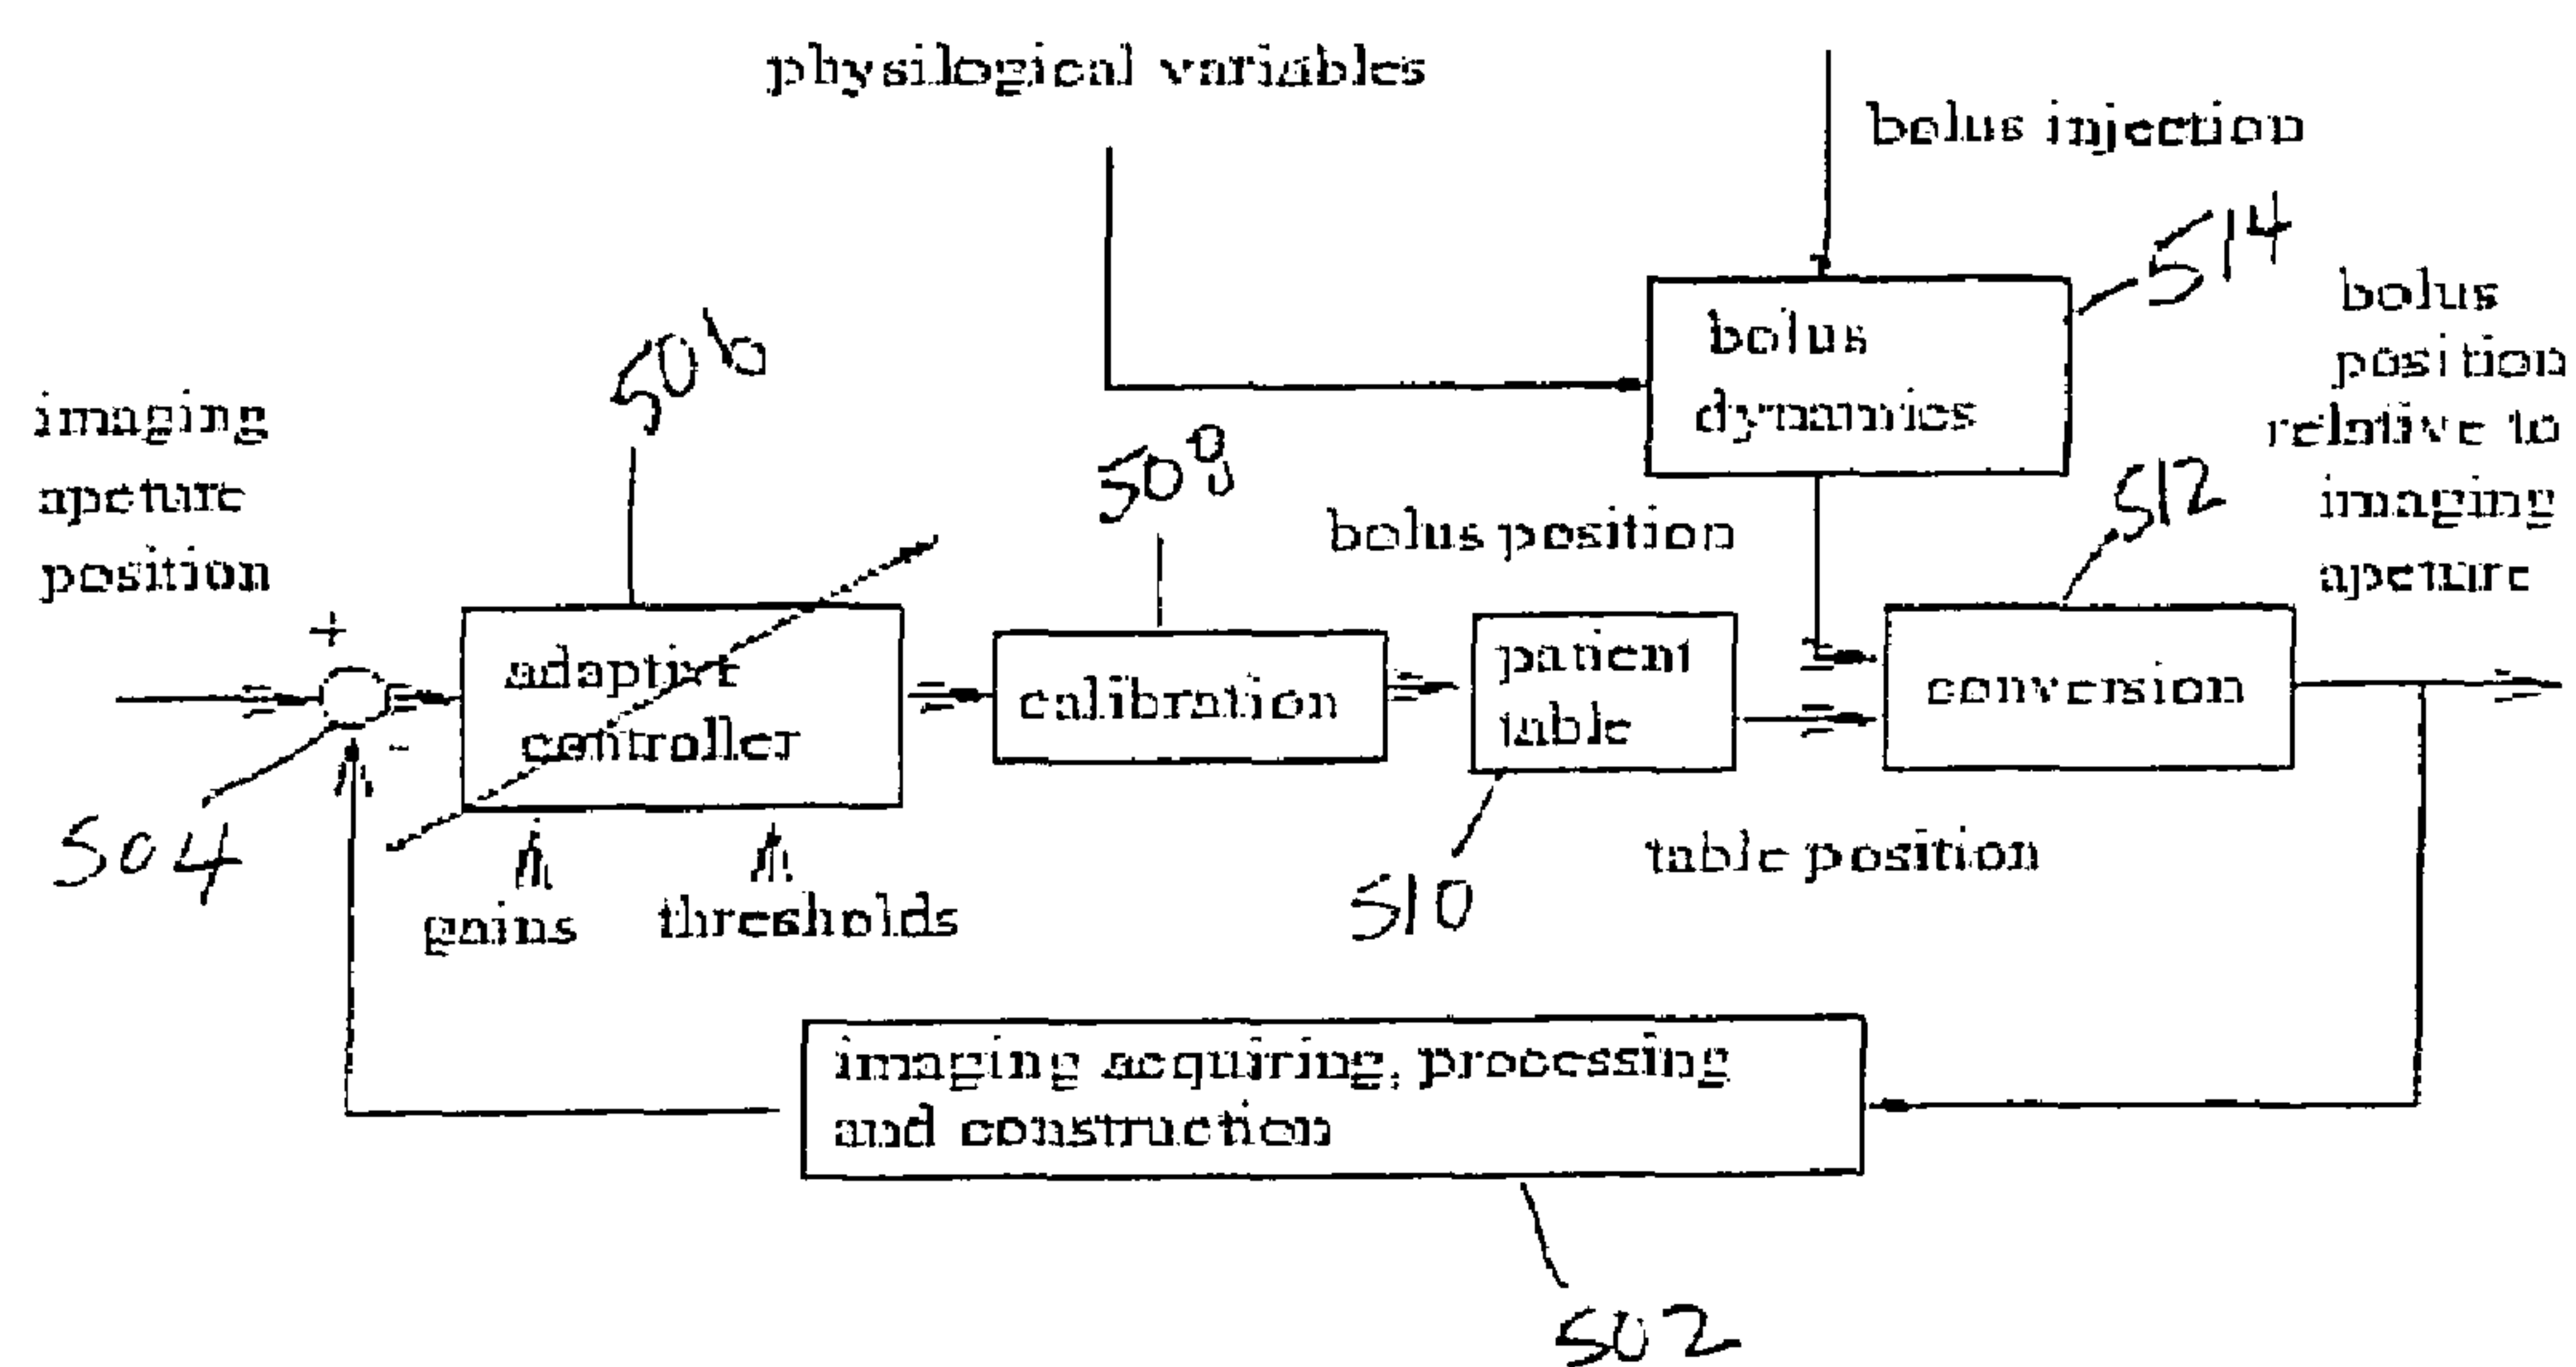 physilogical variables
bolus injection
514
bolus
dynamics
bolus
position
relative to
imaging
apeture
506
508
512
imaging
apeture
position
bolus position
+
-
adaptive
controller
calibration
patient
table
conversion
504
gains
thresholds
510
table position
imaging acquiring, processing
and construction
502